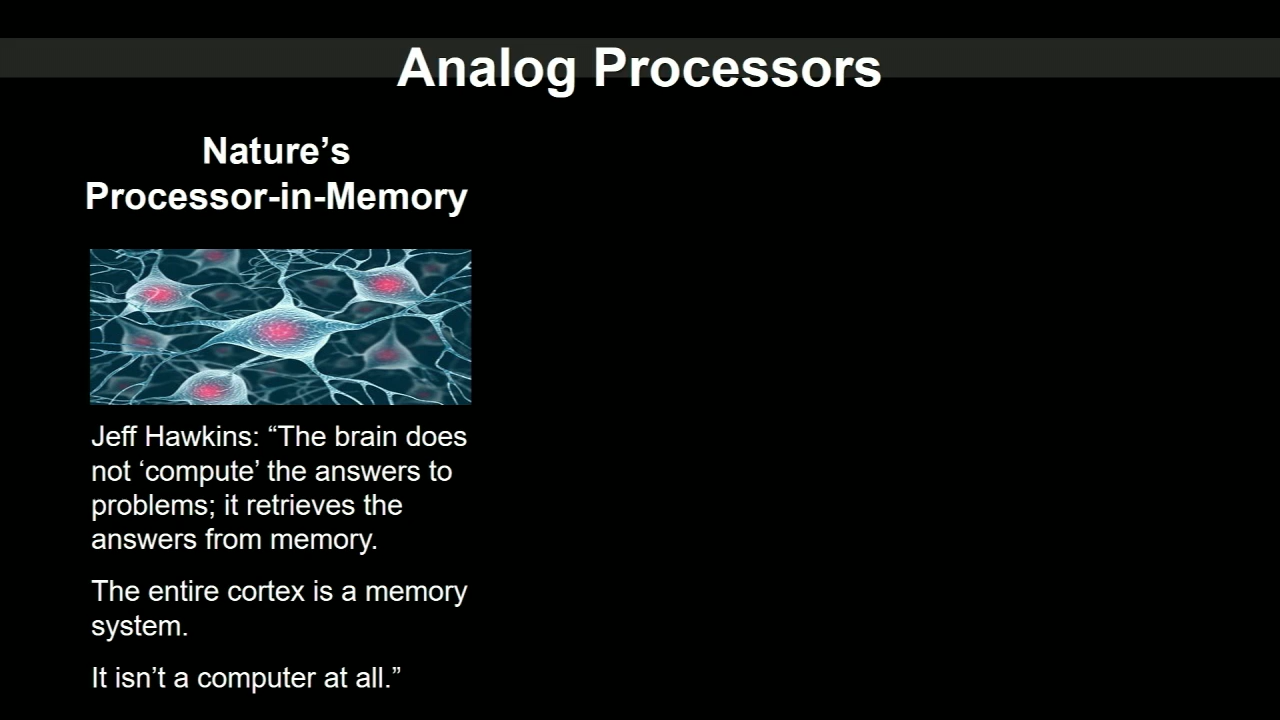 Analog Processors
Nature’s
Processor-in-Memory
Jeff Hawkins: “The brain does
not ‘compute’ the answers to
problems; it retrieves the
answers from memory.
The entire cortex is a memory
system.
It isn’t a computer at all.”